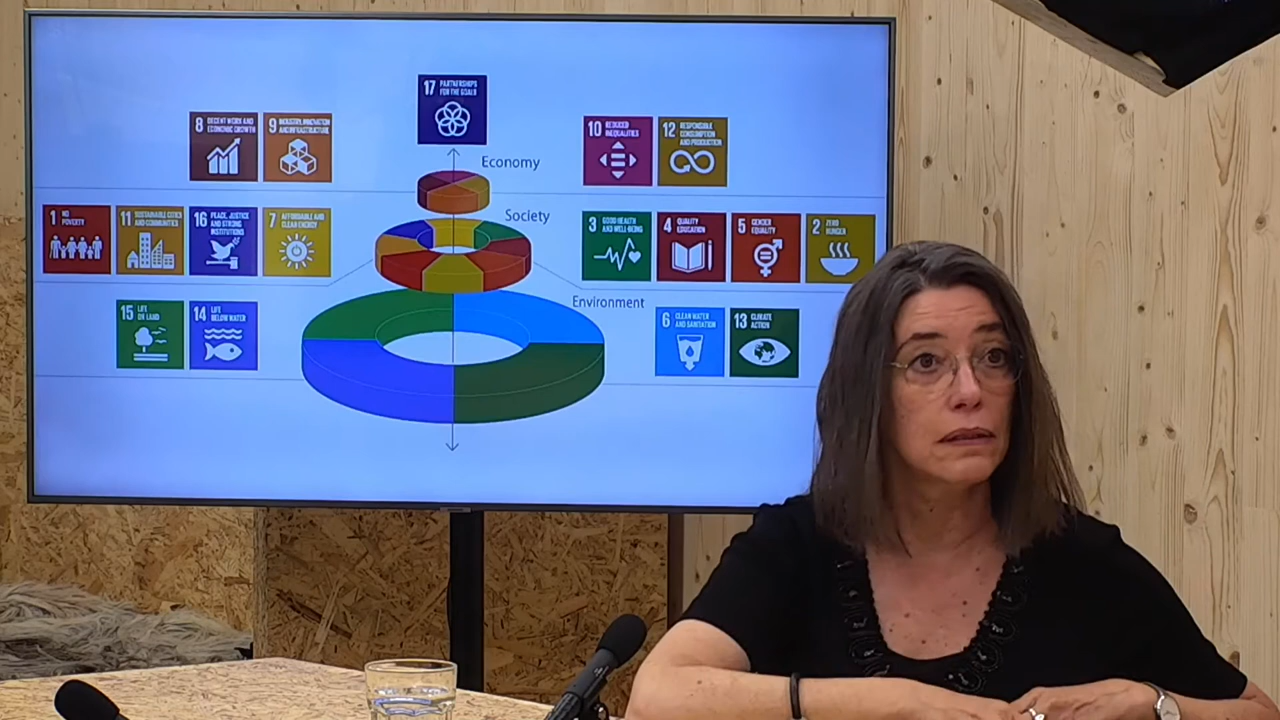 17 PARTNERSHIPS
FOR THE GOALS
8 DECENT WORK AND
ECONOMIC GROWTH
9 INDUSTRY, INNOVATION
AND INFRASTRUCTURE
10 REDUCED
INEQUALITIES
12 RESPONSIBLE
CONSUMPTION
AND PRODUCTION
Economy
1 NO
POVERTY
11 SUSTAINABLE CITIES
AND COMMUNITIES
16 PEACE, JUSTICE
AND STRONG
INSTITUTIONS
7 AFFORDABLE AND
CLEAN ENERGY
Society
3 GOOD HEALTH
AND WELL-BEING
4 QUALITY
EDUCATION
5 GENDER
EQUALITY
2 ZERO
HUNGER
15 LIFE
ON LAND
14 LIFE
BELOW WATER
Environment
6 CLEAN WATER
AND SANITATION
13 CLIMATE
ACTION